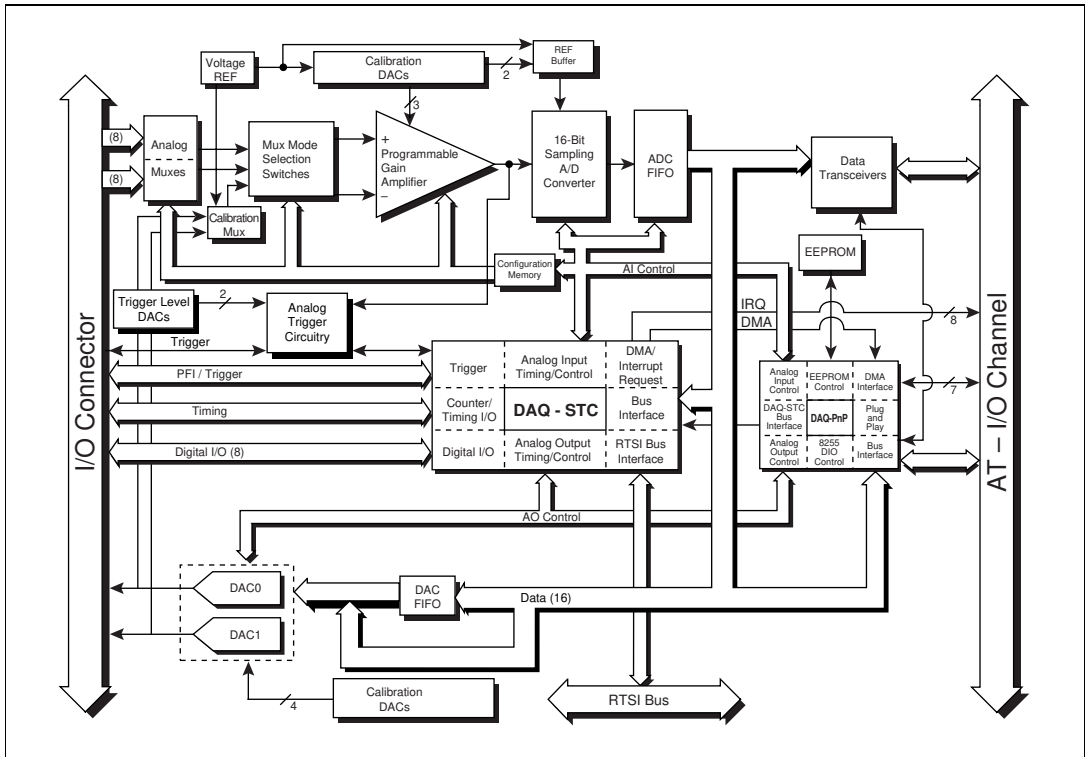 Voltage
REF
Calibration
DACs
2
REF
Buffer
3
(8)
(8)
Analog
Muxes
Mux Mode
Selection
Switches
+
Programmable
Gain
Amplifier
–
16-Bit
Sampling
A/D
Converter
ADC
FIFO
Data
Transceivers
Calibration
Mux
Configuration
Memory
AI Control
EEPROM
Trigger Level
DACs
2
Analog
Trigger
Circuitry
IRQ
DMA
8
Trigger
PFI / Trigger
Timing
Digital I/O (8)
I/O Connector
Trigger
Analog Input
Timing/Control
DMA/
Interrupt
Request
Counter/
Timing I/O
DAQ - STC
Bus
Interface
Digital I/O
Analog Output
Timing/Control
RTSI Bus
Interface
Analog
Input
Control
EEPROM
Control
DMA
Interface
DAQ-STC
Bus
Interface
DAQ-PnP
Plug
and
Play
Analog
Output
Control
8255
DIO
Control
Bus
Interface
7
AT – I/O Channel
AO Control
DAC0
DAC1
DAC
FIFO
Data (16)
4
Calibration
DACs
RTSI Bus